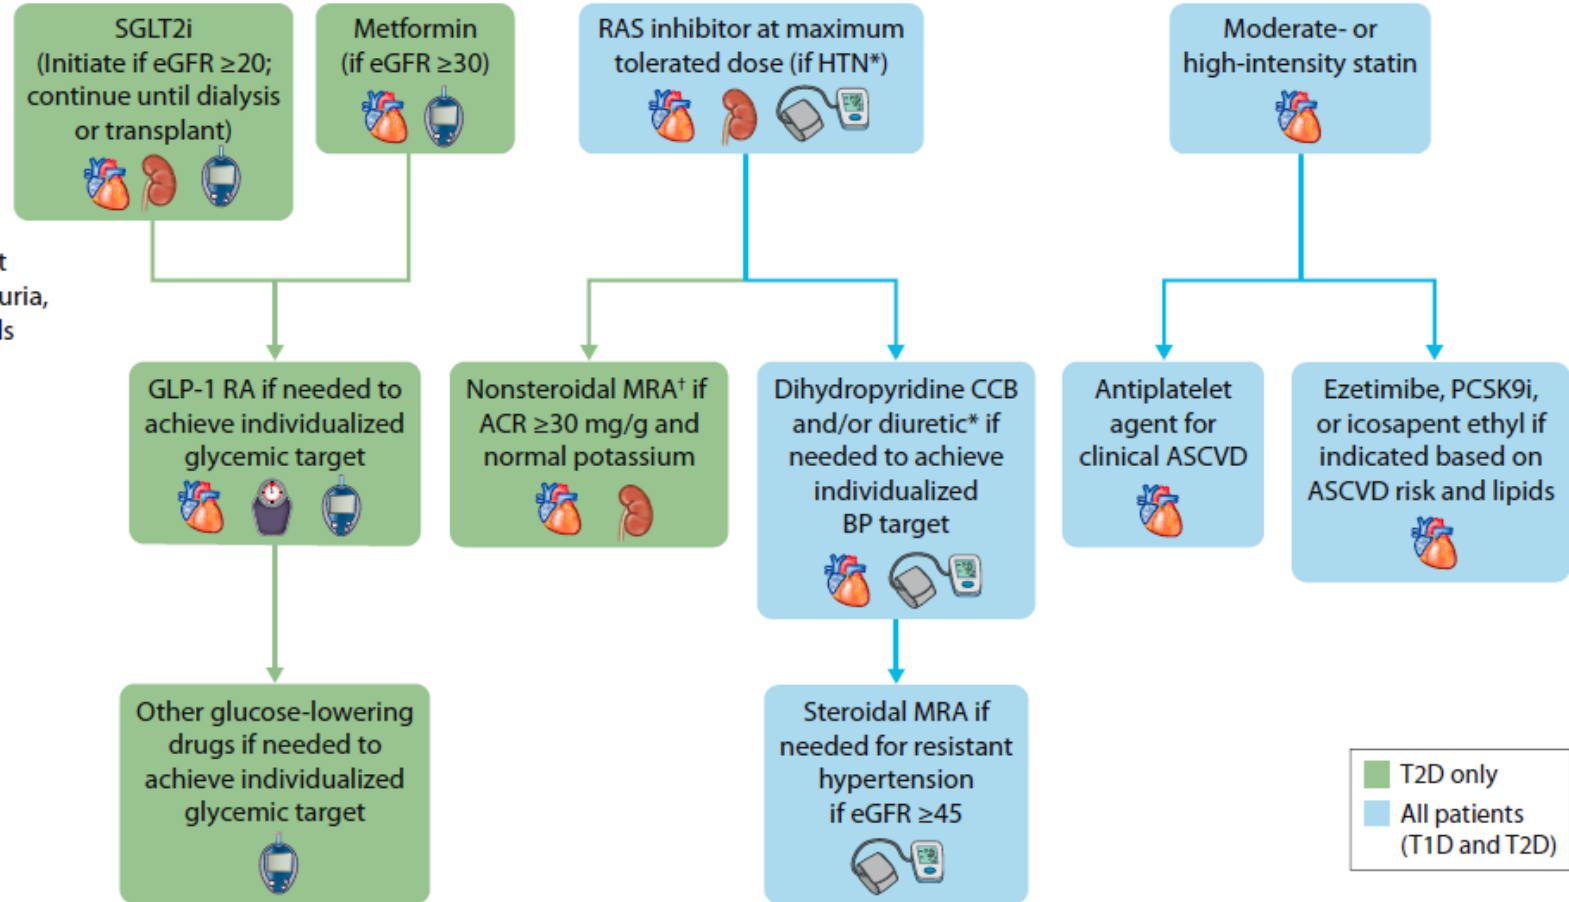 SGLT2i
(Initiate if eGFR ≥20;
continue until dialysis
or transplant)
Metformin
(if eGFR ≥30)
RAS inhibitor at maximum
tolerated dose (if HTN*)
Moderate- or
high-intensity statin
t
uria,
ls
GLP-1 RA if needed to
achieve individualized
glycemic target
Nonsteroidal MRA† if
ACR ≥30 mg/g and
normal potassium
Dihydropyridine CCB
and/or diuretic* if
needed to achieve
individualized
BP target
Antiplatelet
agent for
clinical ASCVD
Ezetimibe, PCSK9i,
or icosapent ethyl if
indicated based on
ASCVD risk and lipids
Other glucose-lowering
drugs if needed to
achieve individualized
glycemic target
Steroidal MRA if
needed for resistant
hypertension
if eGFR ≥45
T2D only
All patients
(T1D and T2D)